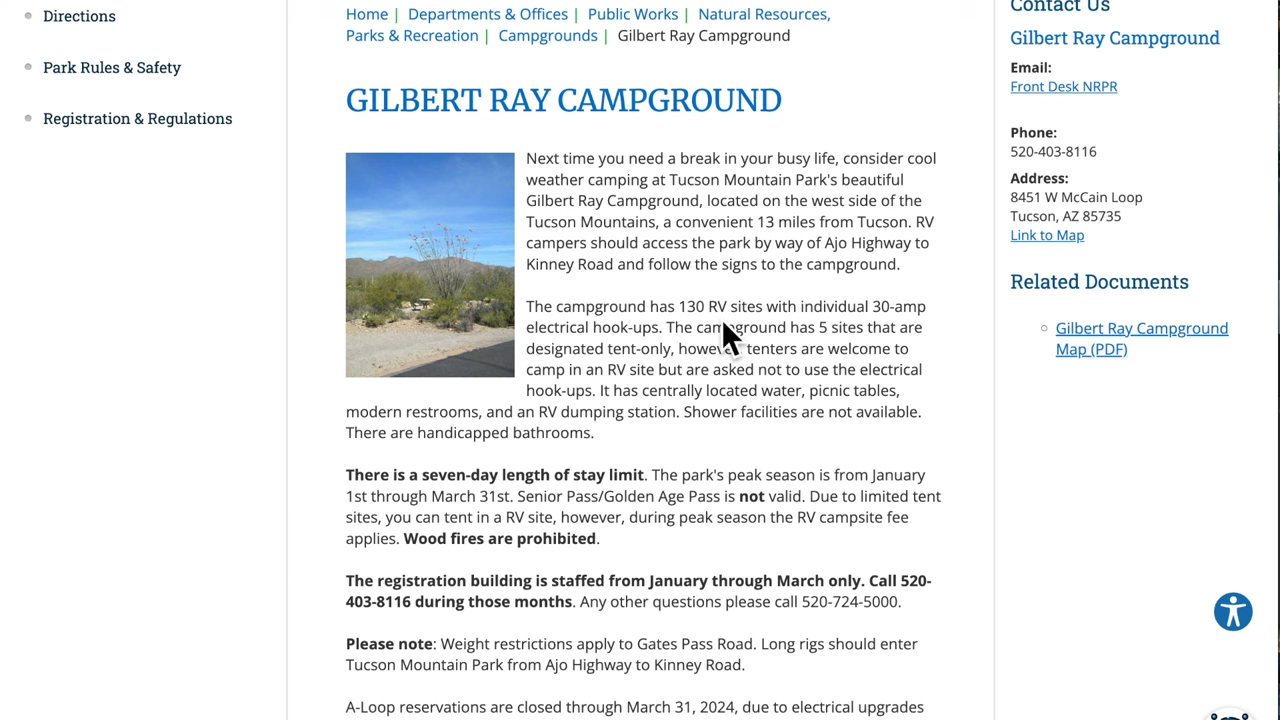 Directions
Park Rules & Safety
Registration & Regulations
Home | Departments & Offices | Public Works | Natural Resources,
Parks & Recreation | Campgrounds | Gilbert Ray Campground
GILBERT RAY CAMPGROUND
Next time you need a break in your busy life, consider cool
weather camping at Tucson Mountain Park's beautiful
Gilbert Ray Campground, located on the west side of the
Tucson Mountains, a convenient 13 miles from Tucson. RV
campers should access the park by way of Ajo Highway to
Kinney Road and follow the signs to the campground.
The campground has 130 RV sites with individual 30-amp
electrical hook-ups. The campground has 5 sites that are
designated tent-only, however tenters are welcome to
camp in an RV site but are asked not to use the electrical
hook-ups. It has centrally located water, picnic tables,
modern restrooms, and an RV dumping station. Shower facilities are not available.
There are handicapped bathrooms.
There is a seven-day length of stay limit. The park's peak season is from January
1st through March 31st. Senior Pass/Golden Age Pass is not valid. Due to limited tent
sites, you can tent in a RV site, however, during peak season the RV campsite fee
applies. Wood fires are prohibited.
The registration building is staffed from January through March only. Call 520-
403-8116 during those months. Any other questions please call 520-724-5000.
Please note: Weight restrictions apply to Gates Pass Road. Long rigs should enter
Tucson Mountain Park from Ajo Highway to Kinney Road.
A-Loop reservations are closed through March 31, 2024, due to electrical upgrades
Contact Us
Gilbert Ray Campground
Email:
Front Desk NRPR
Phone:
520-403-8116
Address:
8451 W McCain Loop
Tucson, AZ 85735
Link to Map
Related Documents
Gilbert Ray Campground
Map (PDF)